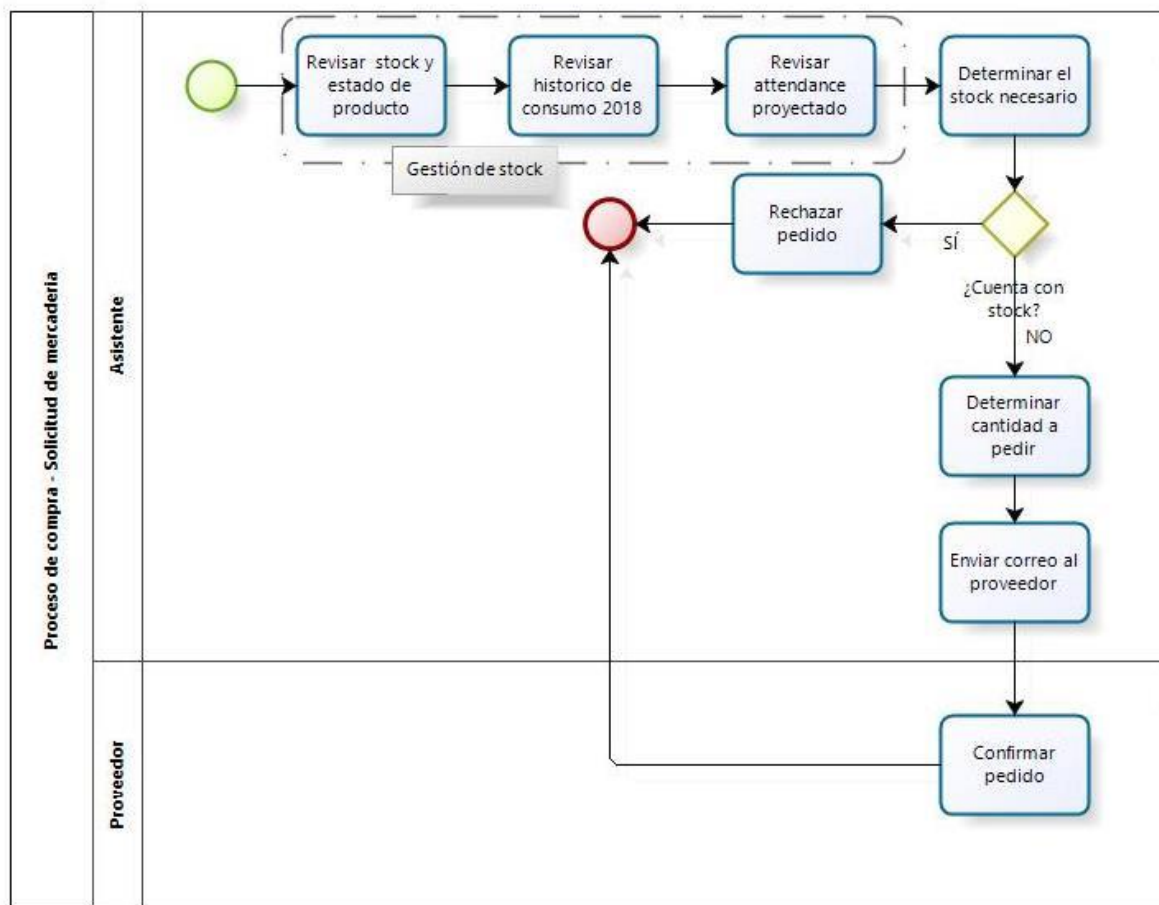 Proceso de compra - Solicitud de mercaderia
Asistente
Revisar stock y
estado de
producto
Revisar
historico de
consumo 2018
Revisar
attendance
proyectado
Determinar el
stock necesario
Gestión de stock
Rechazar
pedido
SÍ
¿Cuenta con
stock?
NO
Determinar
cantidad a
pedir
Enviar correo al
proveedor
Proveedor
Confirmar
pedido